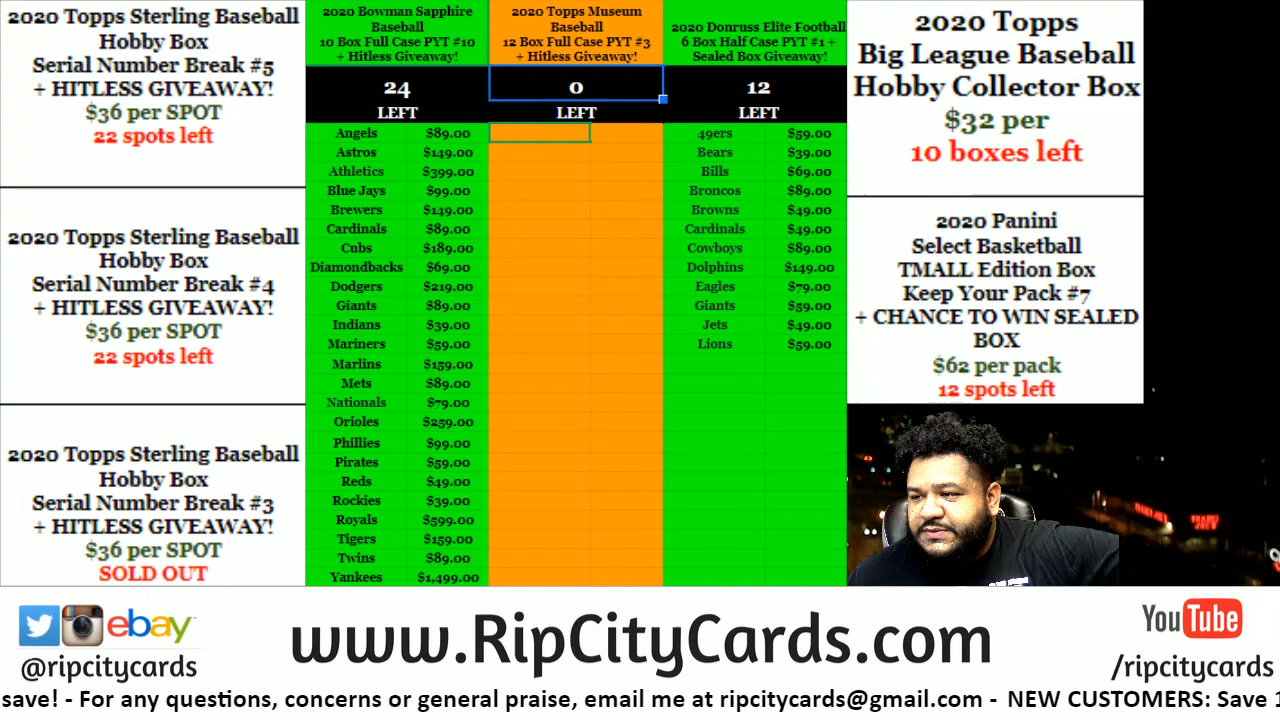 2020 Topps Sterling Baseball
Hobby Box
Serial Number Break #5
+ HITLESS GIVEAWAY!
$36 per SPOT
22 spots left
2020 Topps Sterling Baseball
Hobby Box
Serial Number Break #4
+ HITLESS GIVEAWAY!
$36 per SPOT
22 spots left
2020 Topps Sterling Baseball
Hobby Box
Serial Number Break #3
+ HITLESS GIVEAWAY!
$36 per SPOT
SOLD OUT
2020 Bowman Sapphire
Baseball
10 Box Full Case PYT #10
+ Hitless Giveaway!
24
LEFT
Angels $89.00
Astros $149.00
Athletics $399.00
Blue Jays $99.00
Brewers $149.00
Cardinals $89.00
Cubs $189.00
Diamondbacks $69.00
Dodgers $219.00
Giants $89.00
Indians $39.00
Mariners $59.00
Marlins $159.00
Mets $89.00
Nationals $79.00
Orioles $259.00
Phillies $99.00
Pirates $59.00
Reds $49.00
Rockies $39.00
Royals $599.00
Tigers $159.00
Twins $89.00
Yankees $1,499.00
2020 Topps Museum
Baseball
12 Box Full Case PYT #3
+ Hitless Giveaway!
0
LEFT
2020 Donruss Elite Football
6 Box Half Case PYT #1 +
Sealed Box Giveaway!
12
LEFT
49ers $59.00
Bears $39.00
Bills $69.00
Broncos $89.00
Browns $49.00
Cardinals $49.00
Cowboys $89.00
Dolphins $149.00
Eagles $79.00
Giants $59.00
Jets $49.00
Lions $59.00
2020 Topps
Big League Baseball
Hobby Collector Box
$32 per
10 boxes left
2020 Panini
Select Basketball
TMALL Edition Box
Keep Your Pack #7
+ CHANCE TO WIN SEALED
BOX
$62 per pack
12 spots left
ebay
@ripcitycards
www.RipCityCards.com
YouTube
/ripcitycards
save! - For any questions, concerns or general praise, email me at ripcitycards@gmail.com - NEW CUSTOMERS: Save 1